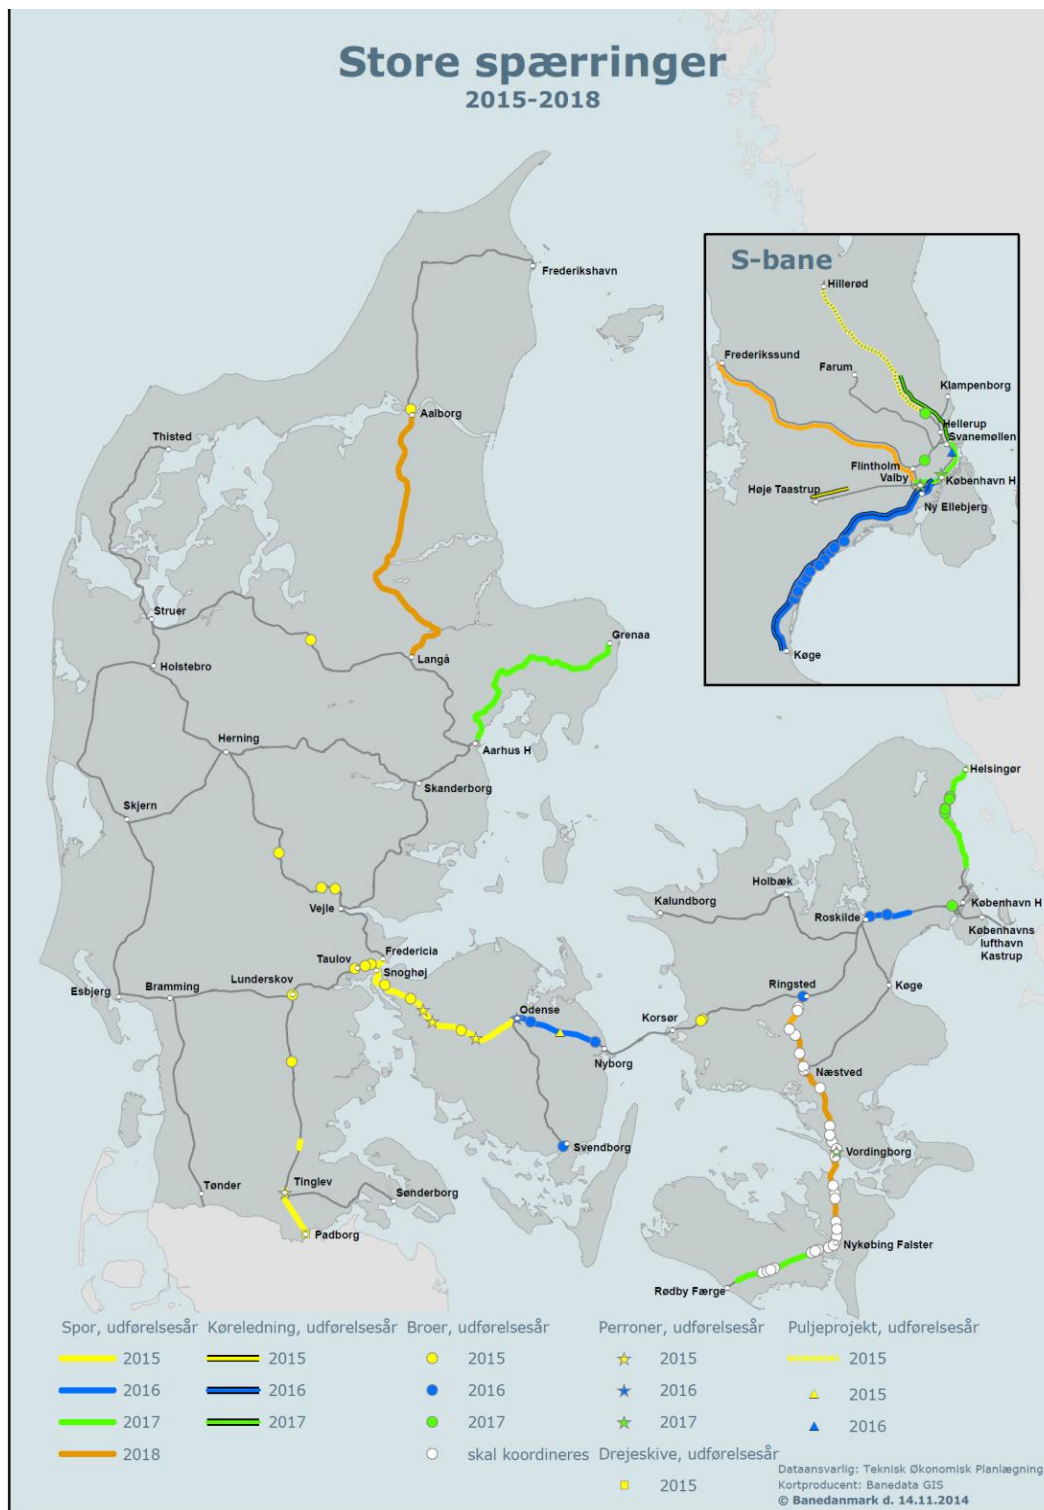 Store spærringer
2015-2018
Frederikshavn
Aalborg
Thisted
Struer
Holstebro
Langå
Grenaa
Aarhus H
Herning
Skanderborg
Skjern
Vejle
Fredericia
Taulov
Snoghøj
Lunderskov
Esbjerg
Bramming
Odense
Nyborg
Svendborg
Tønder
Tinglev
Sønderborg
Padborg
S-bane
Hillerød
Frederikssund
Farum
Klampenborg
Hellerup
Svanemøllen
Flintholm
Valby
København H
Høje Taastrup
Ny Ellebjerg
Køge
Helsingør
Holbæk
Kalundborg
Roskilde
København H
Københavns
lufthavn
Kastrup
Ringsted
Køge
Korsør
Næstved
Vordingborg
Nykøbing Falster
Rødby Færge
Spor, udførelsesår
2015
2016
2017
2018
Køreledning, udførelsesår
2015
2016
2017
Broer, udførelsesår
2015
2016
2017
skal koordineres
Perroner, udførelsesår
2015
2016
2017
Drejeskive, udførelsesår
2015
Puljeprojekt, udførelsesår
2015
2015
2016
Dataansvarlig: Teknisk Økonomisk Planlægning
Kortproducent: Banedata GIS
© Banedanmark d. 14.11.2014